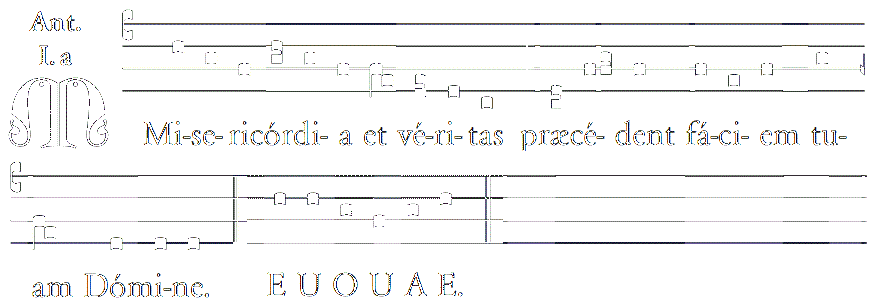 Ant.
I. a
Mi-se-ricórdi-a et vé-ri-tas præcé-dent fá-ci-em tu-
am Dómi-ne. E U O U A E.